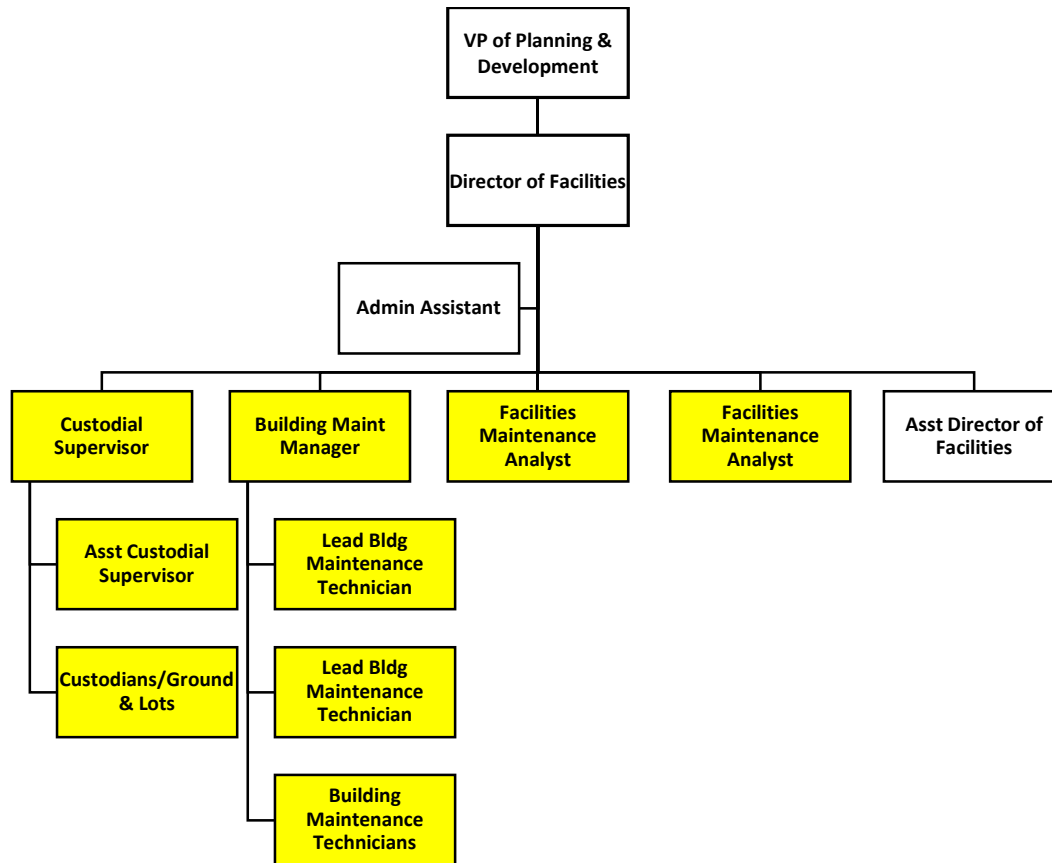 VP of Planning &
Development
Director of Facilities
Admin Assistant
Custodial
Supervisor
Building Maint
Manager
Facilities
Maintenance
Analyst
Facilities
Maintenance
Analyst
Asst Director of
Facilities
Asst Custodial
Supervisor
Lead Bldg
Maintenance
Technician
Custodians/Ground
& Lots
Lead Bldg
Maintenance
Technician
Building
Maintenance
Technicians